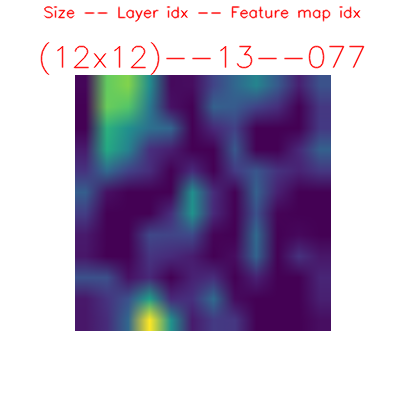 Size -- Layer idx -- Feature map idx
(12x12)--13--077